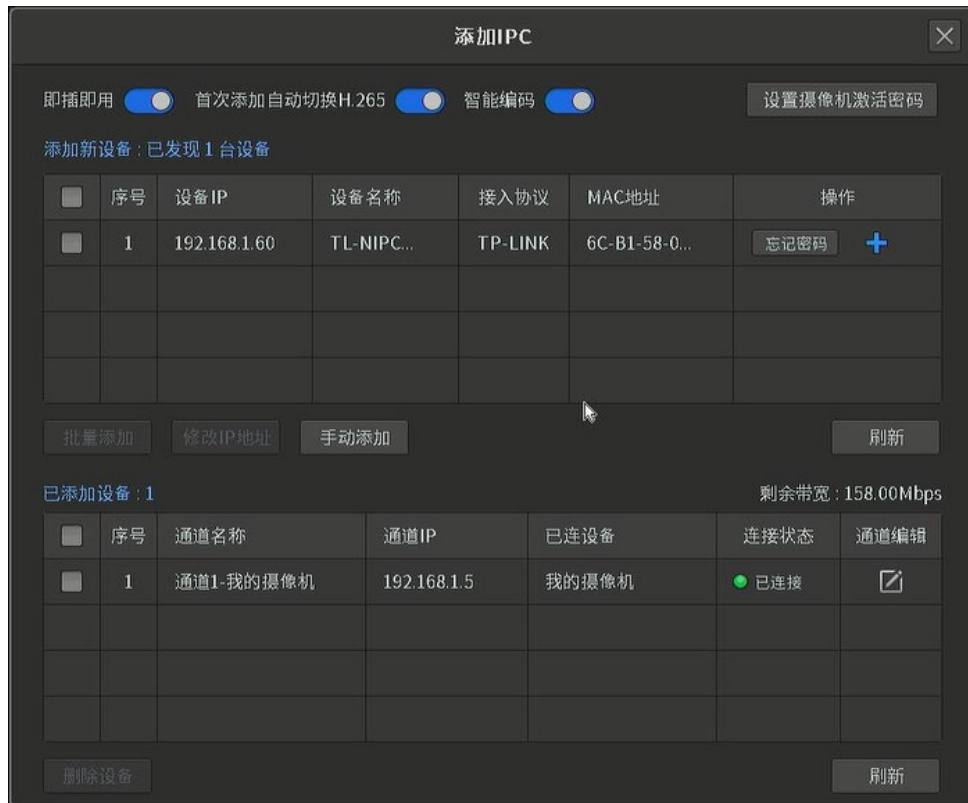 添加IPC
即插即用 首次添加自动切换H.265 智能编码 设置摄像机激活密码
添加新设备 : 已发现 1 台设备
序号 设备IP 设备名称 接入协议 MAC地址 操作
1 192.168.1.60 TL-NIPC... TP-LINK 6C-B1-58-0... 忘记密码
批量添加 修改IP地址 手动添加 刷新
已添加设备 : 1 剩余带宽 : 158.00Mbps
序号 通道名称 通道IP 已连设备 连接状态 通道编辑
1 通道1-我的摄像机 192.168.1.5 我的摄像机 已连接
删除设备 刷新